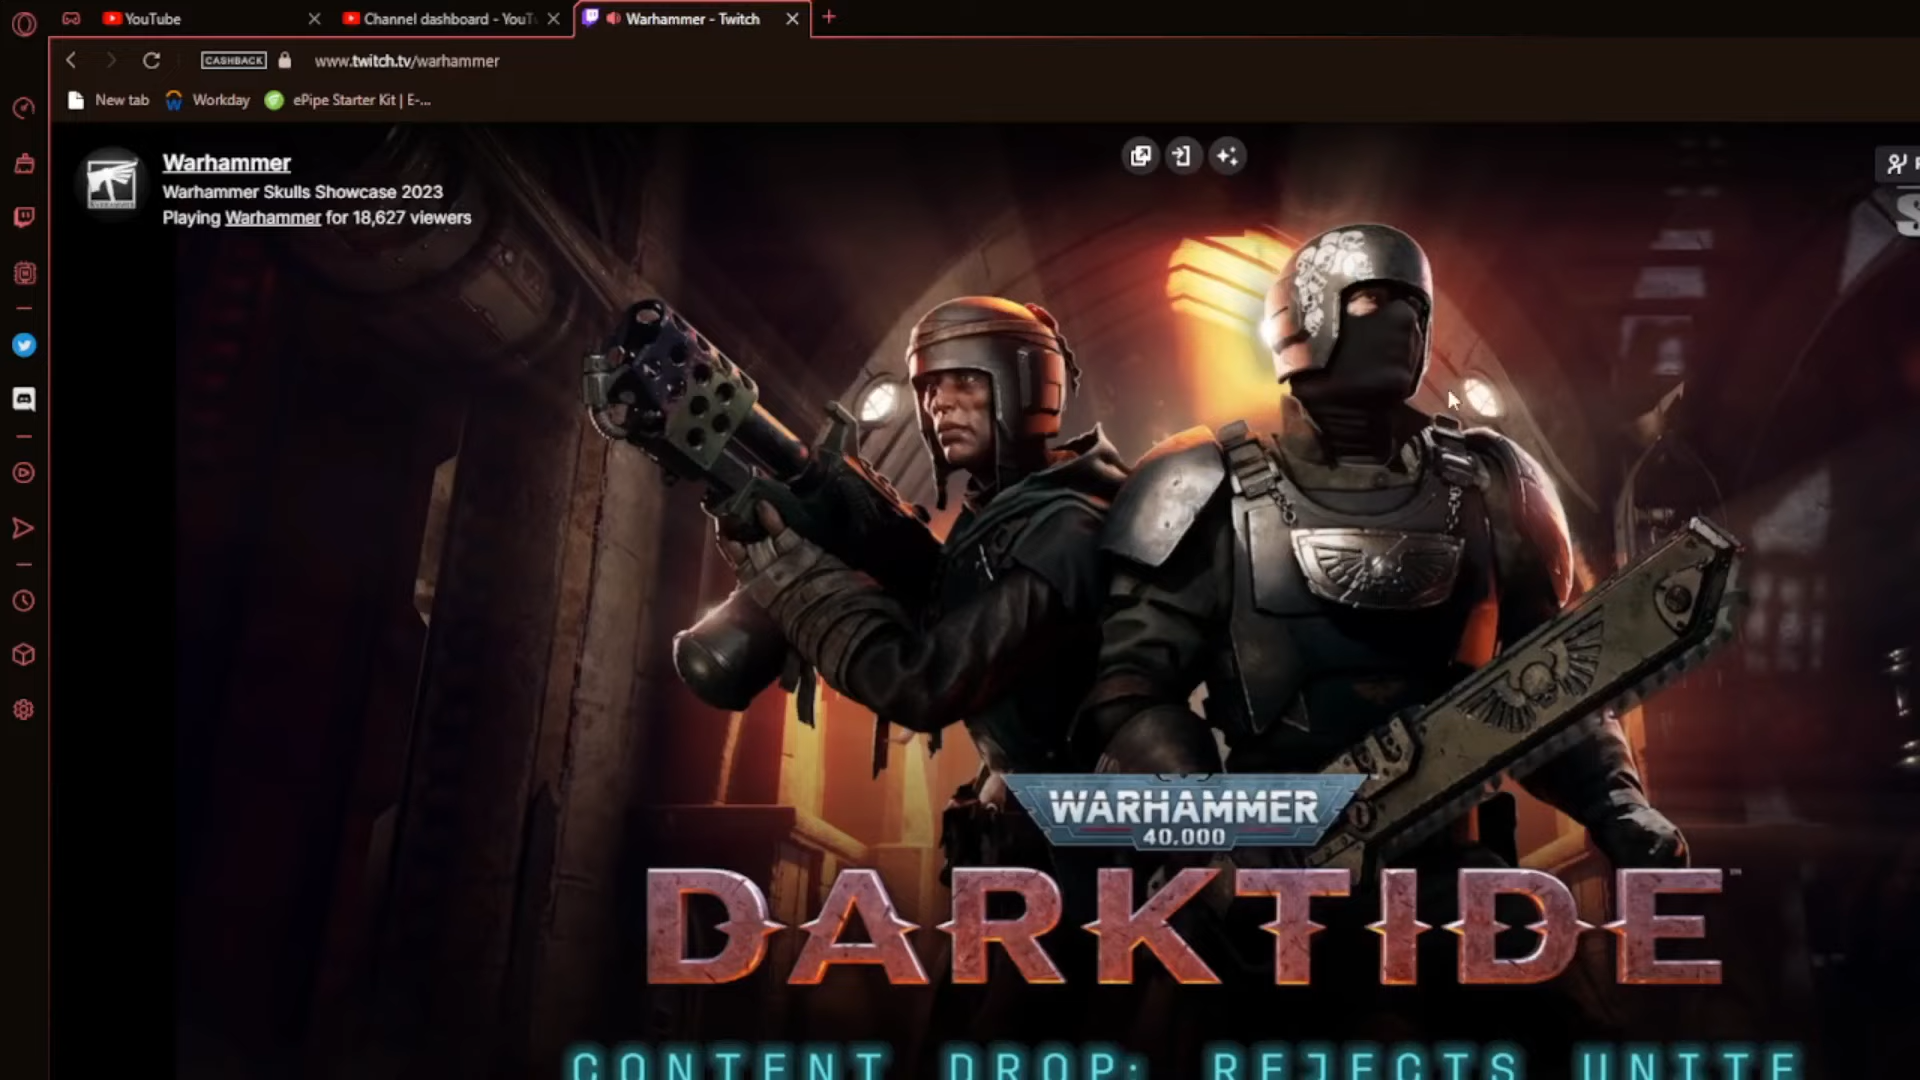 YouTube
Channel dashboard - YouT
Warhammer - Twitch
CASHBACK
www.twitch.tv/warhammer
New tab
Workday
ePipe Starter Kit | E-...
Warhammer
Warhammer Skulls Showcase 2023
Playing Warhammer for 18,627 viewers
WARHAMMER
40,000
DARKTIDE
CONTENT DROP: REJECTS UNITE